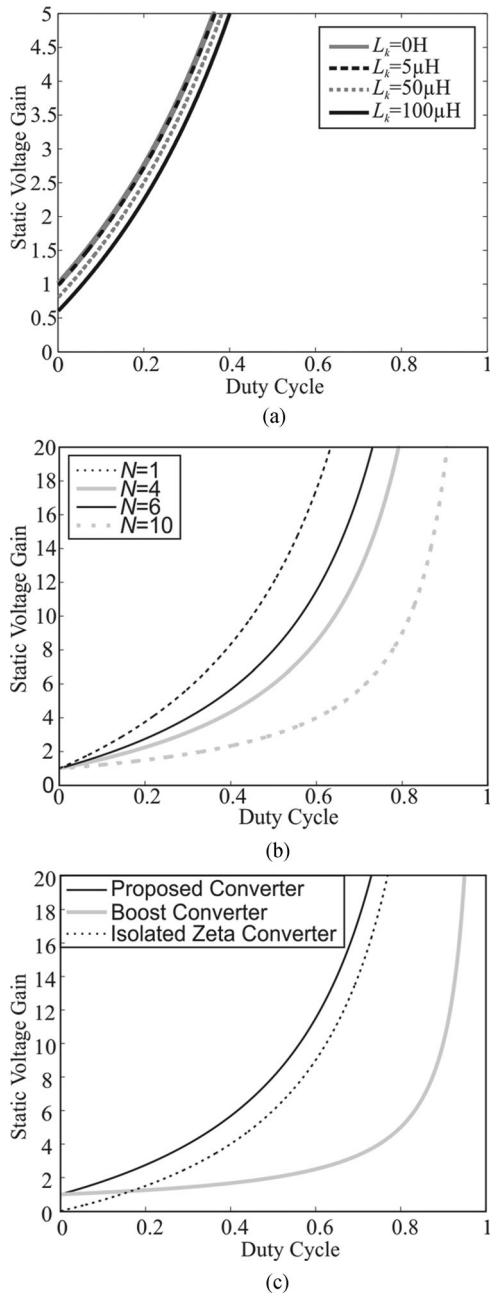 5
4.5
4
3.5
3
2.5
2
1.5
1
0.5
0
Static Voltage Gain
Lk=0H
Lk=5µH
Lk=50µH
Lk=100µH
0 0.2 0.4 0.6 0.8 1
Duty Cycle
(a)
20
18
16
14
12
10
8
6
4
2
0
Static Voltage Gain
N=1
N=4
N=6
N=10
0 0.2 0.4 0.6 0.8 1
Duty Cycle
(b)
20
18
16
14
12
10
8
6
4
2
0
Static Voltage Gain
Proposed Converter
Boost Converter
Isolated Zeta Converter
0 0.2 0.4 0.6 0.8 1
Duty Cycle
(c)